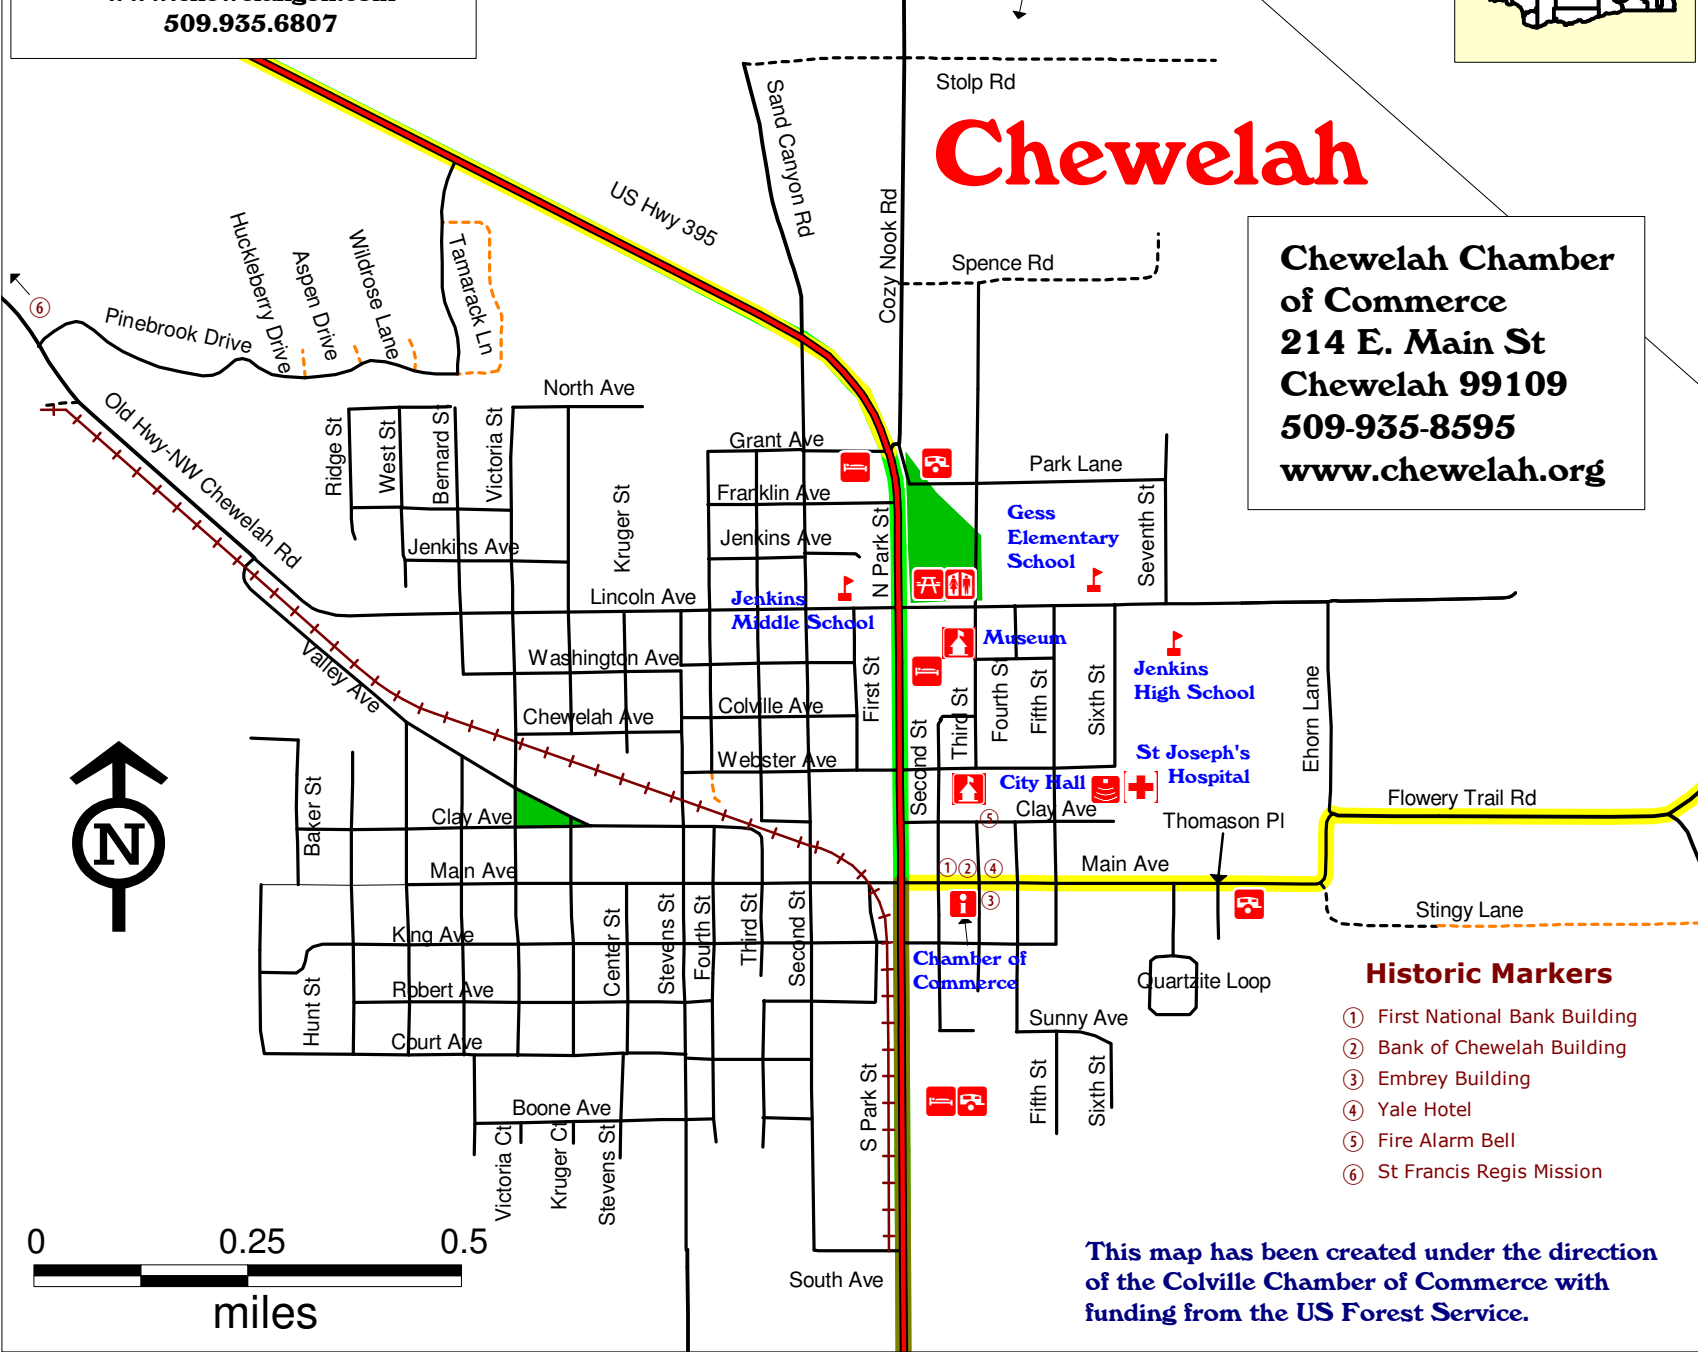 509.935.6807
Stolp Rd
Chewelah
Sand Canyon Rd
US Hwy 395
Cozy Nook Rd
Spence Rd
Chewelah Chamber
of Commerce
214 E. Main St
Chewelah 99109
509-935-8595
www.chewelah.org
Huckleberry Drive
Aspen Drive
Wildrose Lane
Tamarack Ln
6
Pinebrook Drive
Old Hwy-NW Chewelah Rd
North Ave
Ridge St
West St
Bernard St
Victoria St
Kruger St
Grant Ave
Franklin Ave
Jenkins Ave
Jenkins Ave
N Park St
Park Lane
Gess
Elementary
School
Seventh St
Lincoln Ave
Jenkins
Middle School
Museum
Washington Ave
Valley Ave
First St
Third St
Fourth St
Fifth St
Sixth St
Jenkins
High School
Ehorn Lane
Chewelah Ave
Colville Ave
Webster Ave
Second St
St Joseph's
Hospital
City Hall
Clay Ave
5
Thomason Pl
Flowery Trail Rd
Baker St
Clay Ave
N
Main Ave
1
2
4
Main Ave
3
Stingy Lane
King Ave
Center St
Stevens St
Fourth St
Third St
Second St
Chamber of
Commerce
Hunt St
Robert Ave
Court Ave
Quartzite Loop
Sunny Ave
Historic Markers
1 First National Bank Building
2 Bank of Chewelah Building
3 Embrey Building
4 Yale Hotel
5 Fire Alarm Bell
6 St Francis Regis Mission
Boone Ave
S Park St
Fifth St
Sixth St
Victoria Ct
Kruger Ct
Stevens St
0 0.25 0.5
miles
South Ave
This map has been created under the direction
of the Colville Chamber of Commerce with
funding from the US Forest Service.